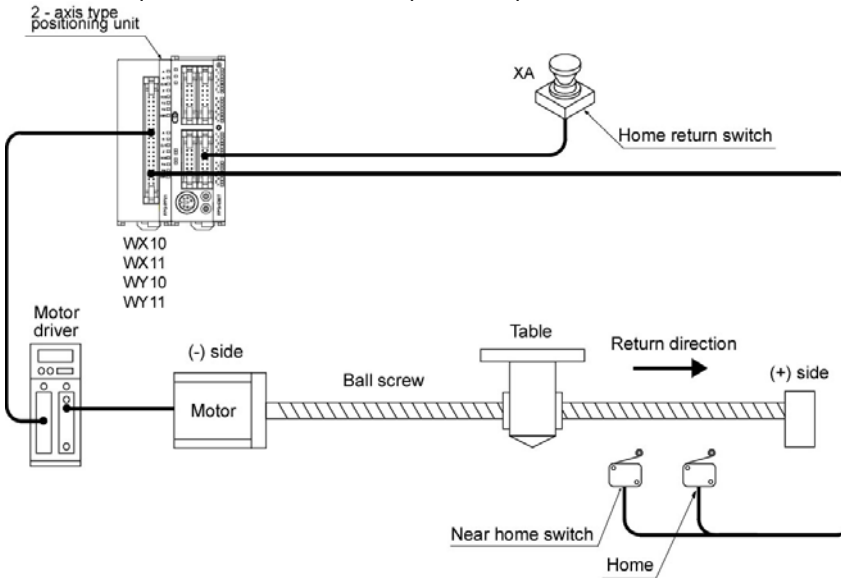 2 - axis type
positioning unit
XA
Home return switch
WX10
WX11
WY10
WY11
Motor
driver
(-) side
Table
Return direction
(+) side
Ball screw
Motor
Near home switch
Home